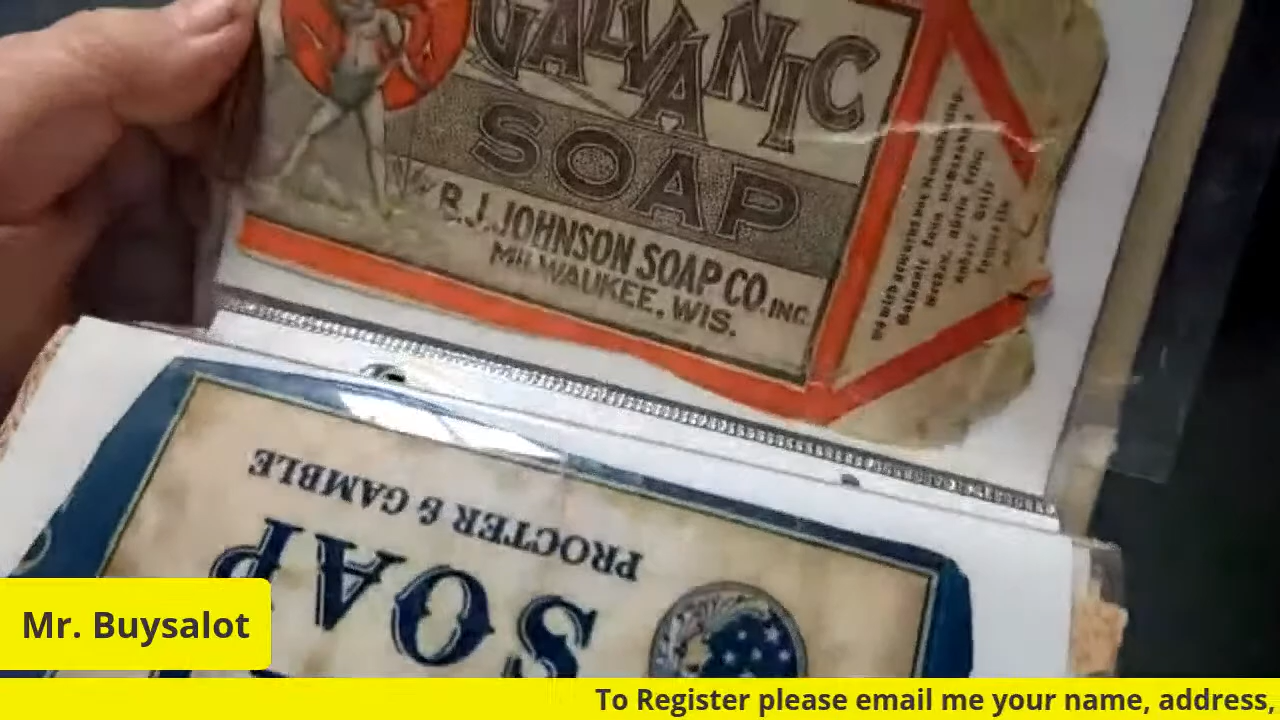 GALVANIC
SOAP
B.J. JOHNSON SOAP CO. INC.
MILWAUKEE, WIS.
PROCTER & GAMBLE
SOAP
Mr. Buysalot
To Register please email me your name, address,